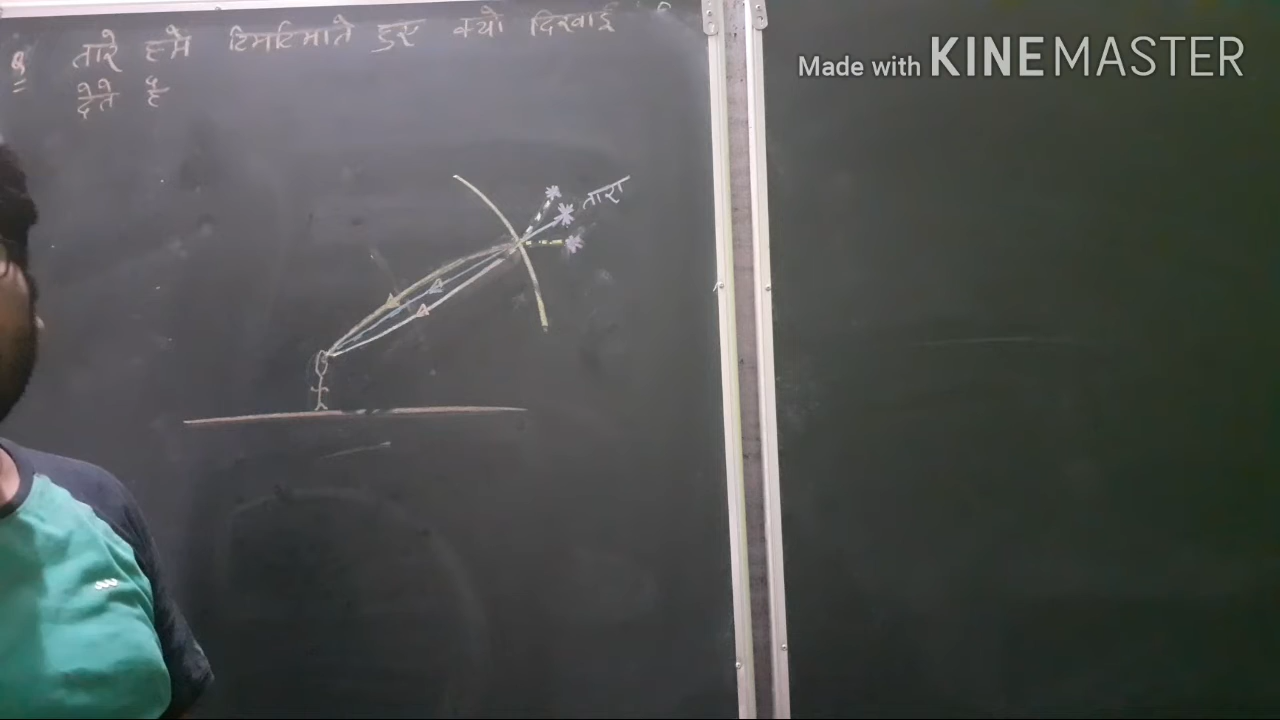 Q तारे हमे टिमटिमाते हुए क्यो दिखाई
देते है
तारा
Made with KINEMASTER